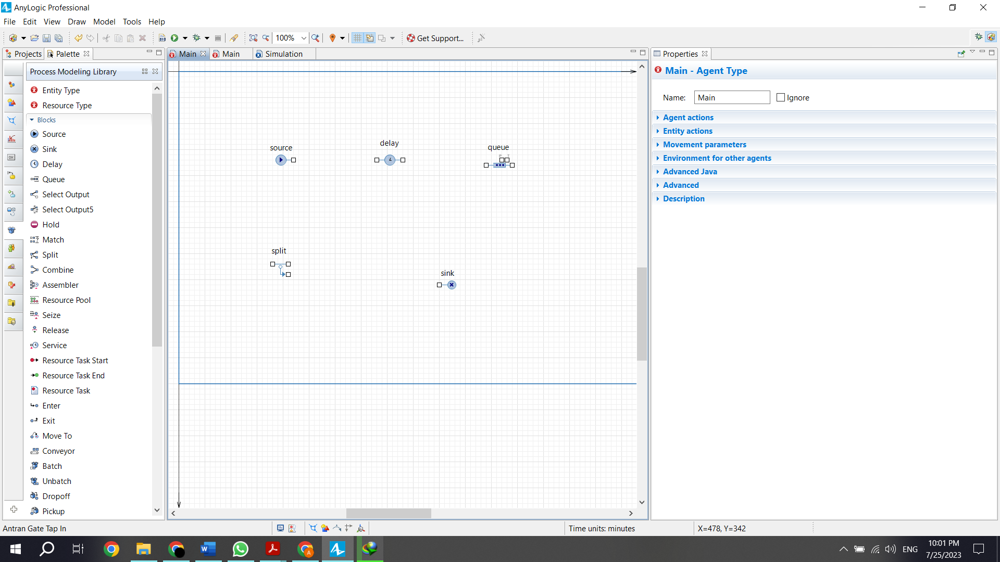 AnyLogic Professional
File Edit View Draw Model Tools Help
100% Get Support...
Projects Palette
Main Main Simulation
Properties
Process Modeling Library
Entity Type
Resource Type
Blocks
Source
Sink
Delay
Queue
Select Output
Select Output5
Hold
Match
Split
Combine
Assembler
Resource Pool
Seize
Release
Service
Resource Task Start
Resource Task End
Resource Task
Enter
Exit
Move To
Conveyor
Batch
Unbatch
Dropoff
Pickup
source
delay
queue
split
sink
Main - Agent Type
Name: Main Ignore
Agent actions
Entity actions
Movement parameters
Environment for other agents
Advanced Java
Advanced
Description
Antran Gate Tap In
Time units: minutes
X=478, Y=342
ENG
10:01 PM
7/25/2023